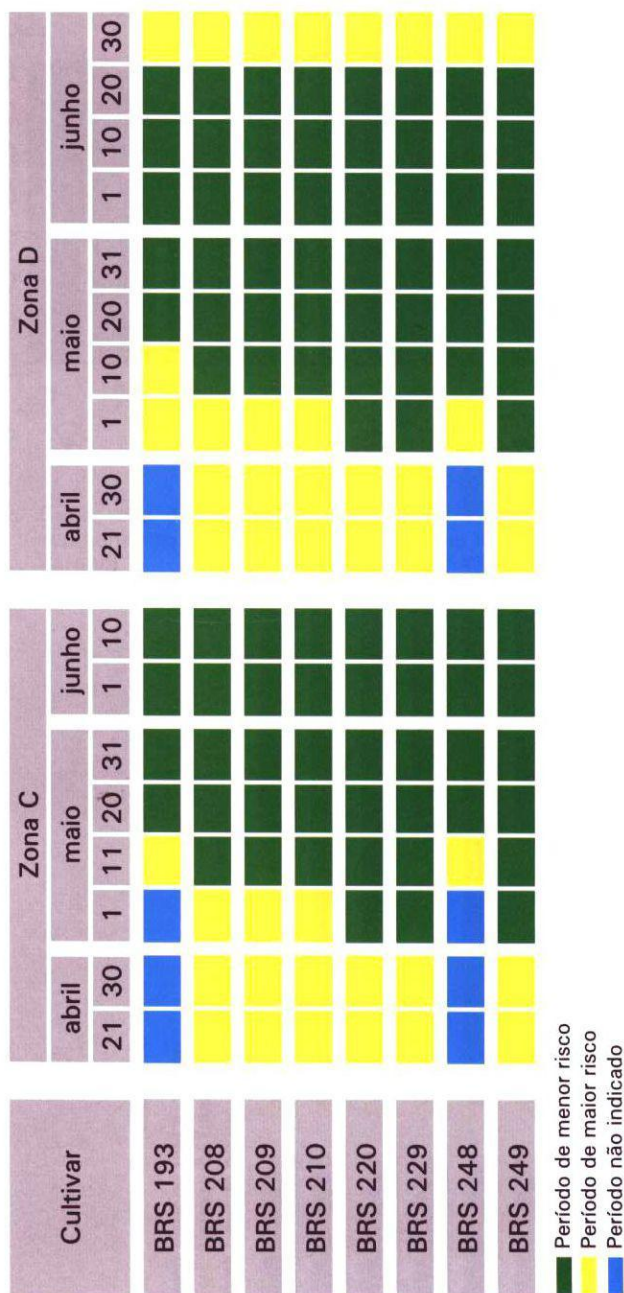 Cultivar Zona C Zona D
abril maio junho abril maio junho
21 30 1 11 20 31 1 10 21 30 1 10 20 31 1 10 20 30
BRS 193
BRS 208
BRS 209
BRS 210
BRS 220
BRS 229
BRS 248
BRS 249
Período de menor risco
Período de maior risco
Período não indicado